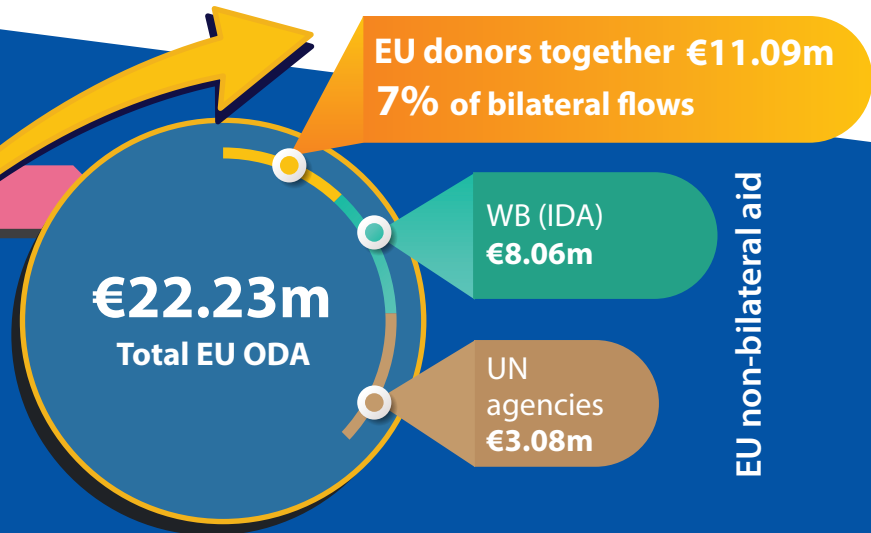 EU donors together €11.09m
7% of bilateral flows
WB (IDA)
€8.06m
€22.23m
Total EU ODA
UN
agencies
€3.08m
EU non-bilateral aid